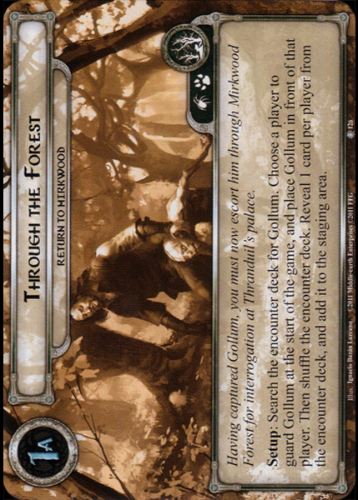 1A
THROUGH THE FOREST
RETURN TO MIRKWOOD
Having captured Gollum, you must now escort him through Mirkwood
Forest for interrogation at Thranduil's palace.
Setup: Search the encounter deck for Gollum. Choose a player to
guard Gollum at the start of the game, and place Gollum in front of that
player. Then shuffle the encounter deck. Reveal 1 card per player from
the encounter deck, and add it to the staging area.
Illus. Ignacio Bazán Lazcano ©2011 Middle-earth Enterprises ©2011 FFG 126